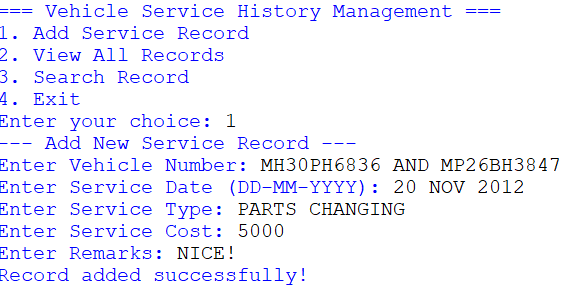 === Vehicle Service History Management ===
1. Add Service Record
2. View All Records
3. Search Record
4. Exit
Enter your choice: 1
--- Add New Service Record ---
Enter Vehicle Number: MH30PH6836 AND MP26BH3847
Enter Service Date (DD-MM-YYYY): 20 NOV 2012
Enter Service Type: PARTS CHANGING
Enter Service Cost: 5000
Enter Remarks: NICE!
Record added successfully!